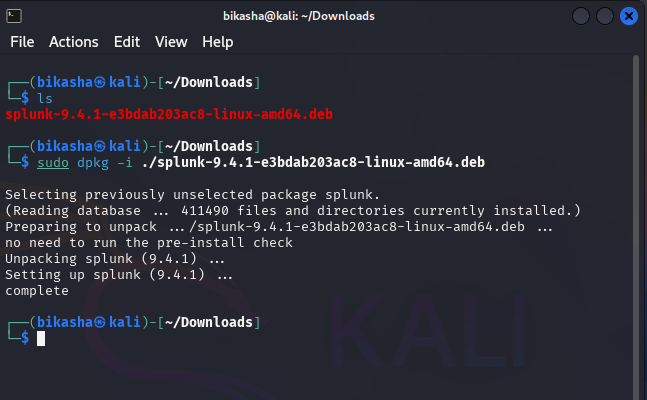 bikasha@kali: ~/Downloads
File Actions Edit View Help
┌──(bikasha㉿kali)-[~/Downloads]
└─$ ls
splunk-9.4.1-e3bdab203ac8-linux-amd64.deb
┌──(bikasha㉿kali)-[~/Downloads]
└─$ sudo dpkg -i ./splunk-9.4.1-e3bdab203ac8-linux-amd64.deb
Selecting previously unselected package splunk.
(Reading database ... 411490 files and directories currently installed.)
Preparing to unpack .../splunk-9.4.1-e3bdab203ac8-linux-amd64.deb ...
no need to run the pre-install check
Unpacking splunk (9.4.1) ...
Setting up splunk (9.4.1) ...
complete
┌──(bikasha㉿kali)-[~/Downloads]
└─$
KALI